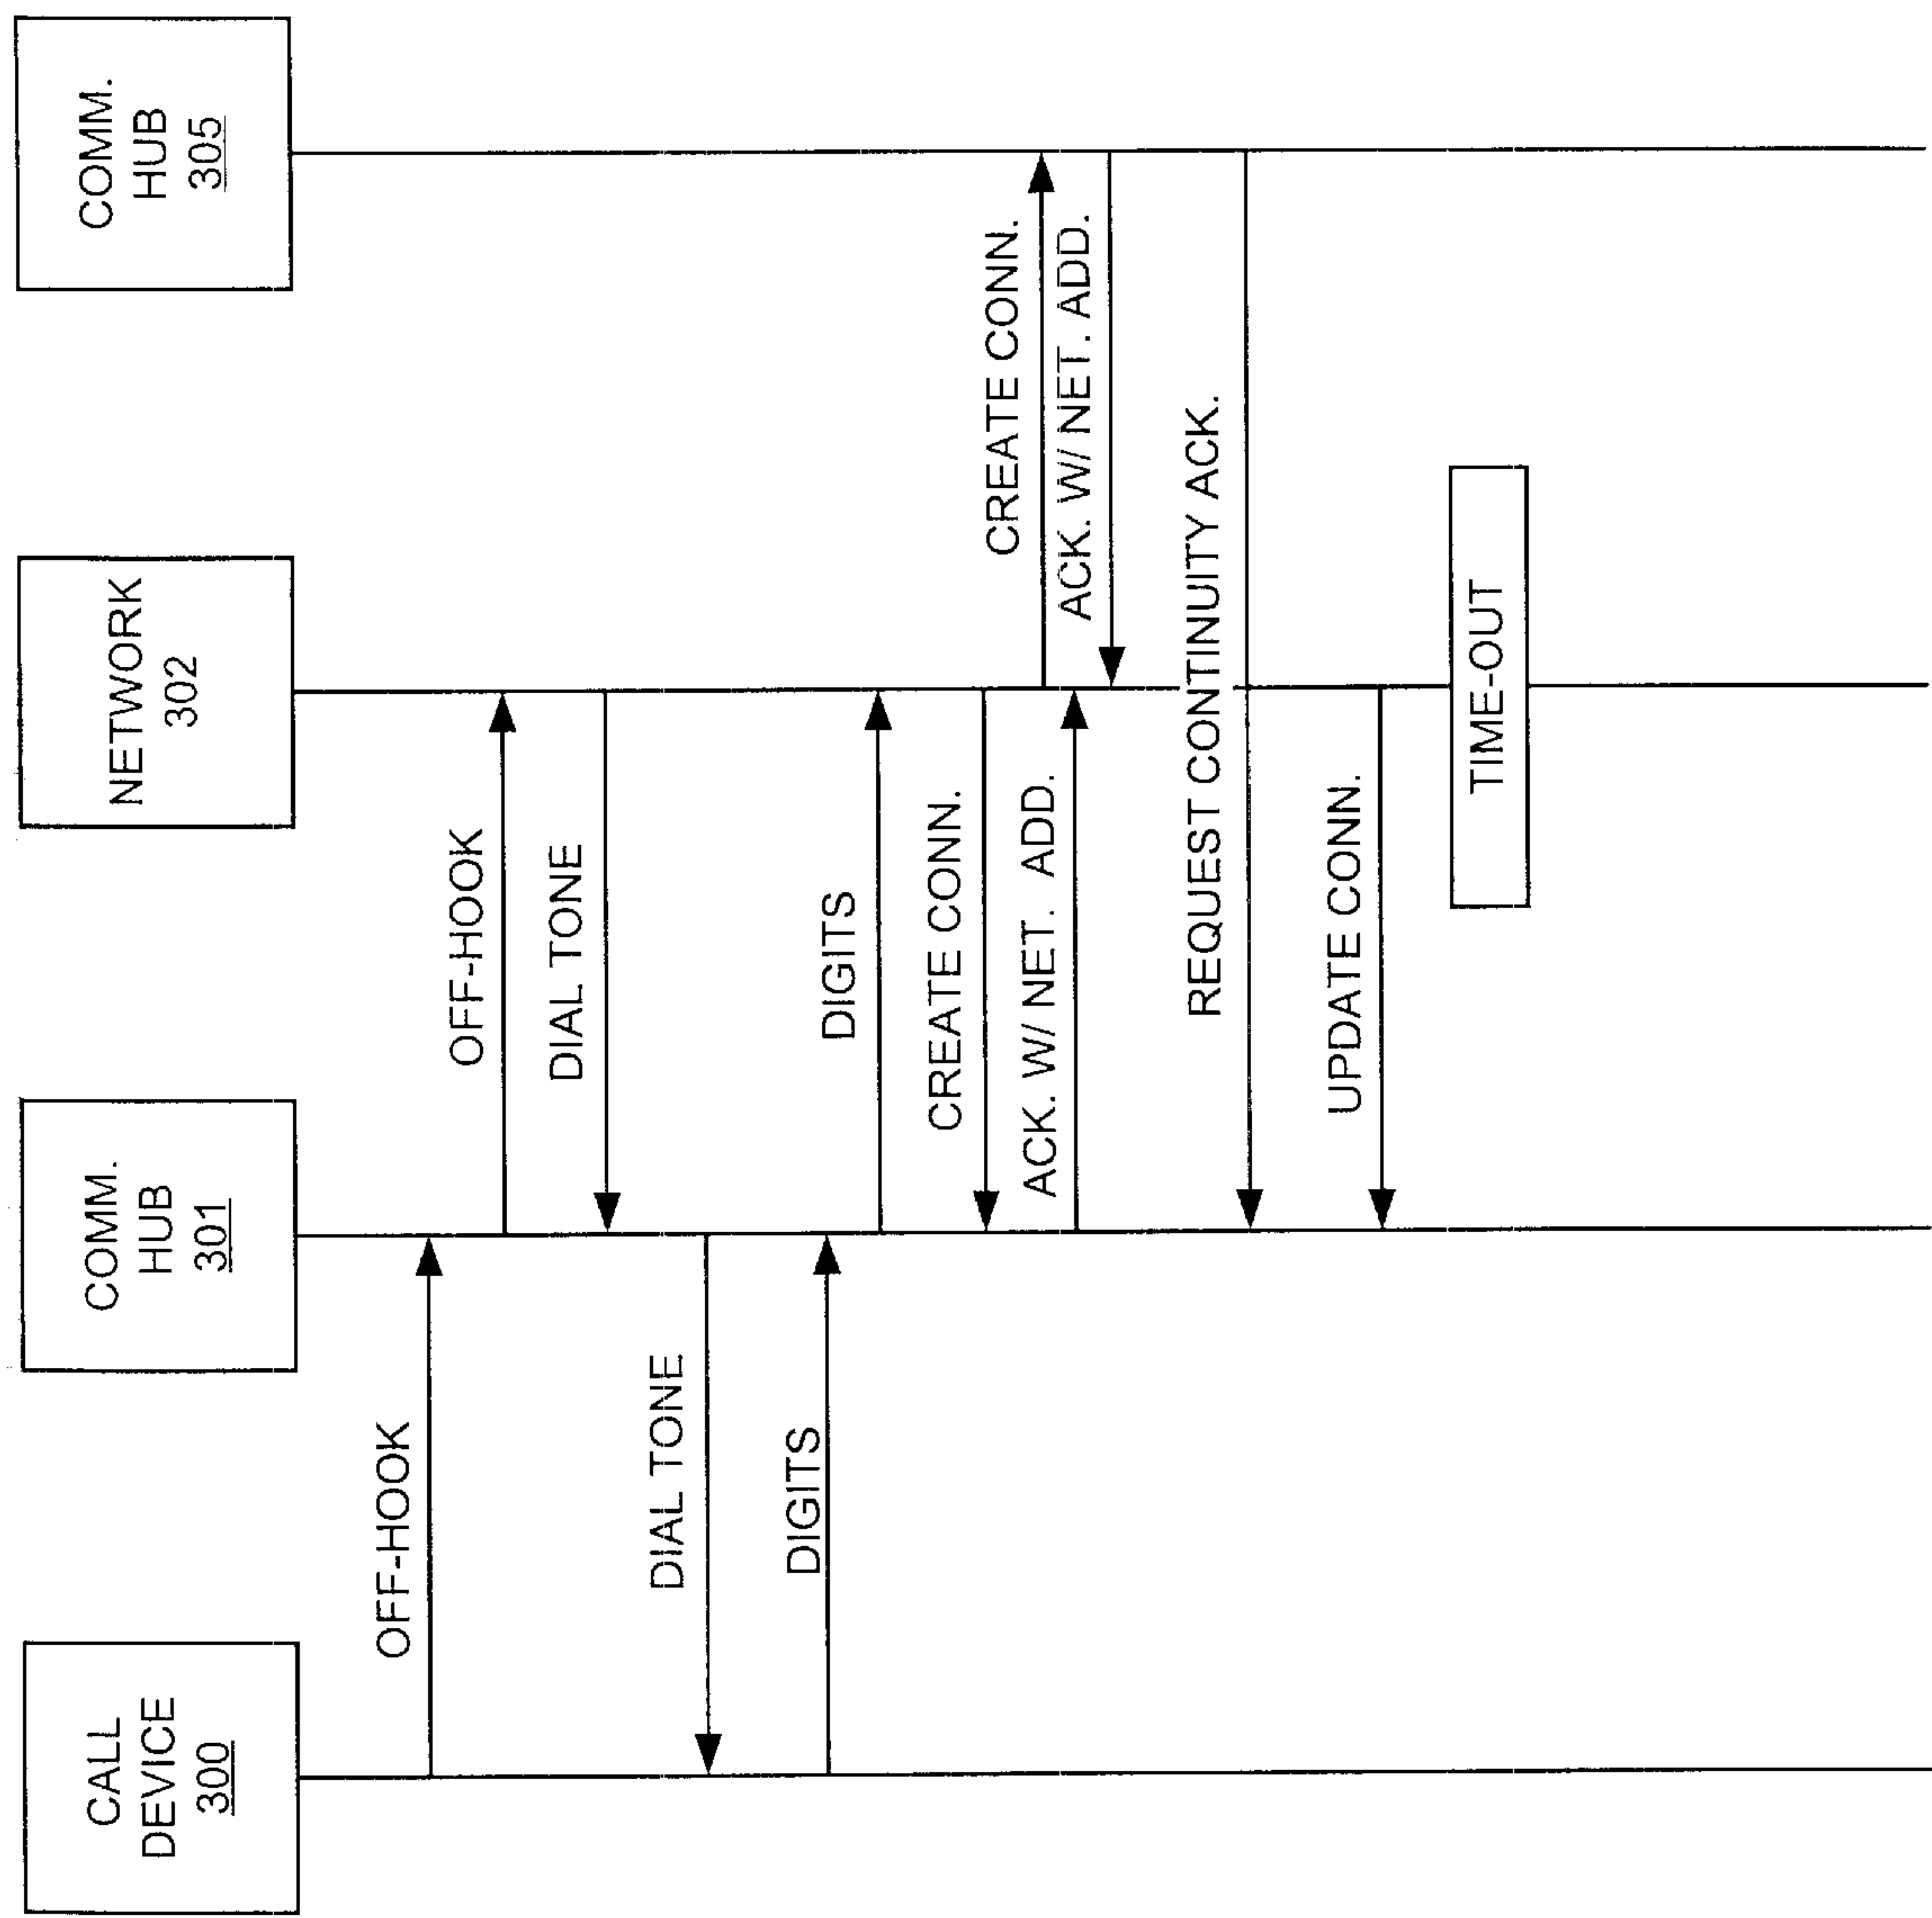 CALL
DEVICE
300
COMM.
HUB
301
NETWORK
302
COMM.
HUB
305
OFF-HOOK
OFF-HOOK
DIAL TONE
DIAL TONE
DIGITS
DIGITS
CREATE CONN.
CREATE CONN.
ACK. W/ NET. ADD.
ACK. W/ NET. ADD.
REQUEST CONTINUITY ACK.
UPDATE CONN.
TIME-OUT